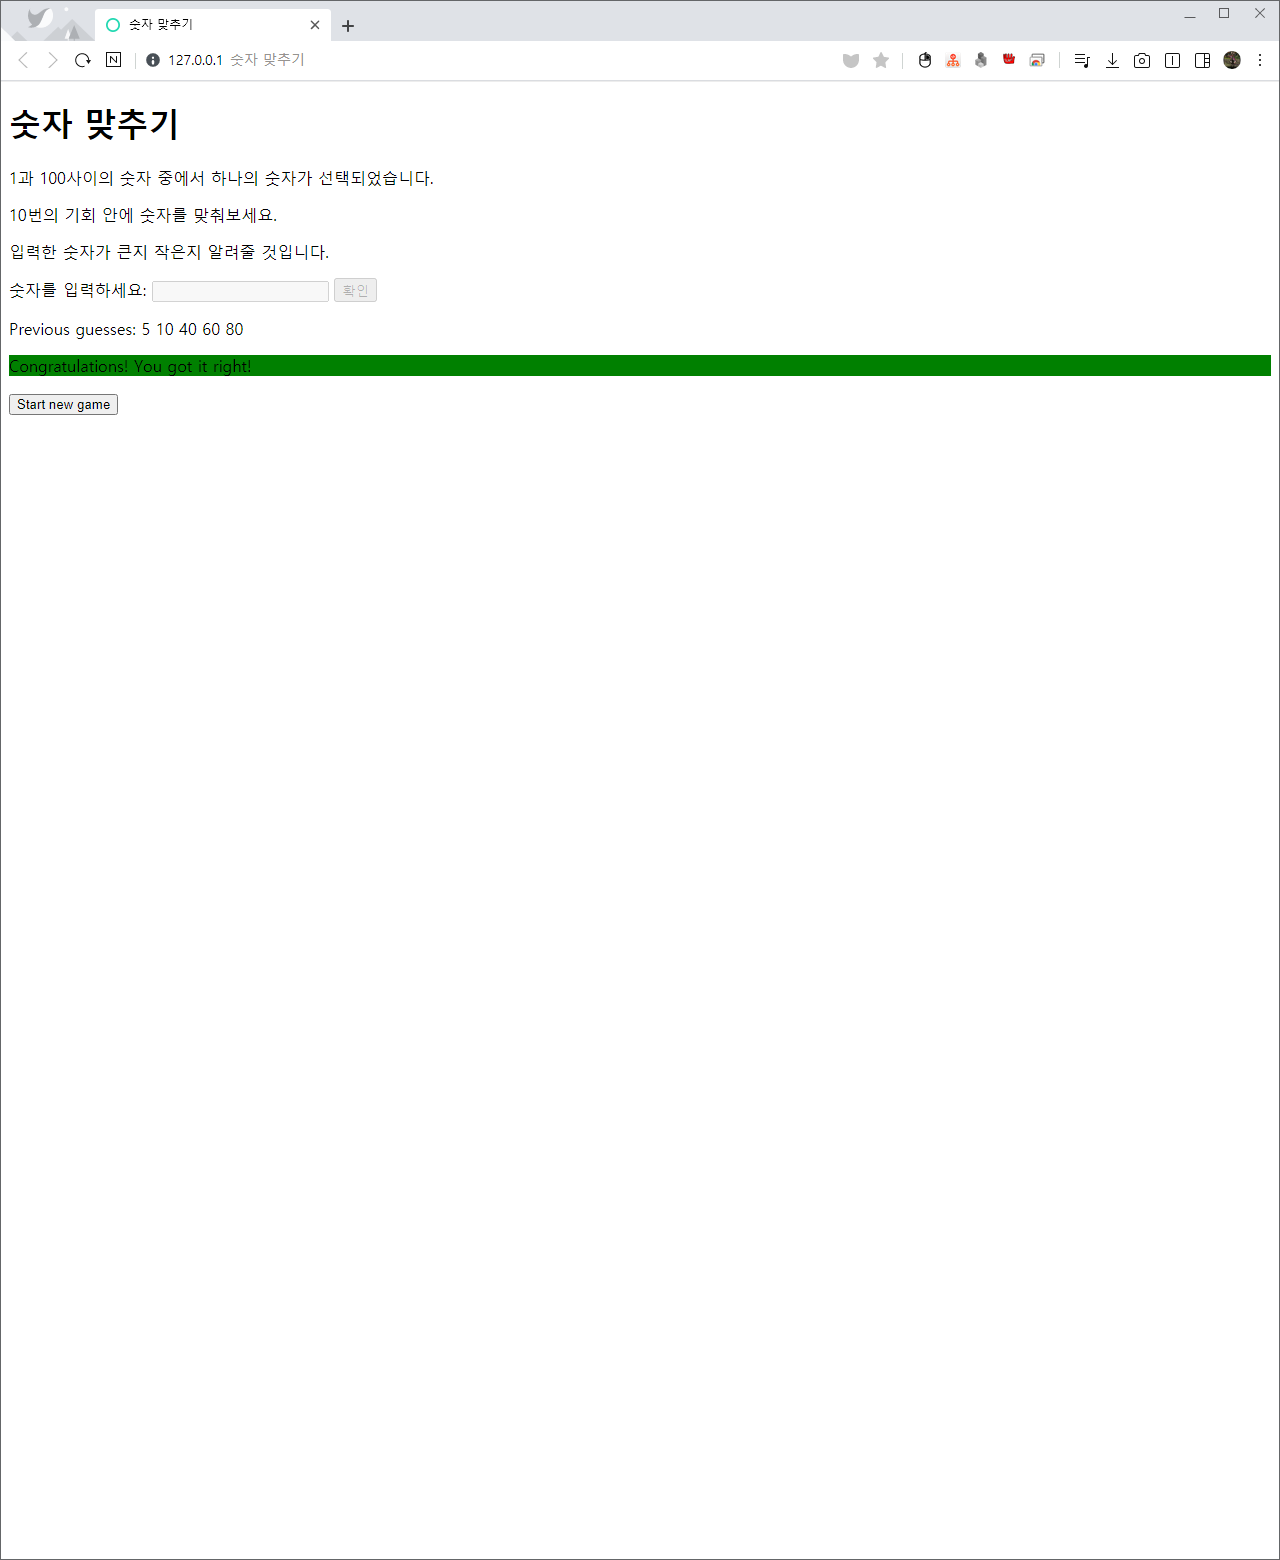 숫자 맞추기
127.0.0.1 숫자 맞추기
숫자 맞추기
1과 100사이의 숫자 중에서 하나의 숫자가 선택되었습니다.
10번의 기회 안에 숫자를 맞춰보세요.
입력한 숫자가 큰지 작은지 알려줄 것입니다.
숫자를 입력하세요: 확인
Previous guesses: 5 10 40 60 80
Congratulations! You got it right!
Start new game